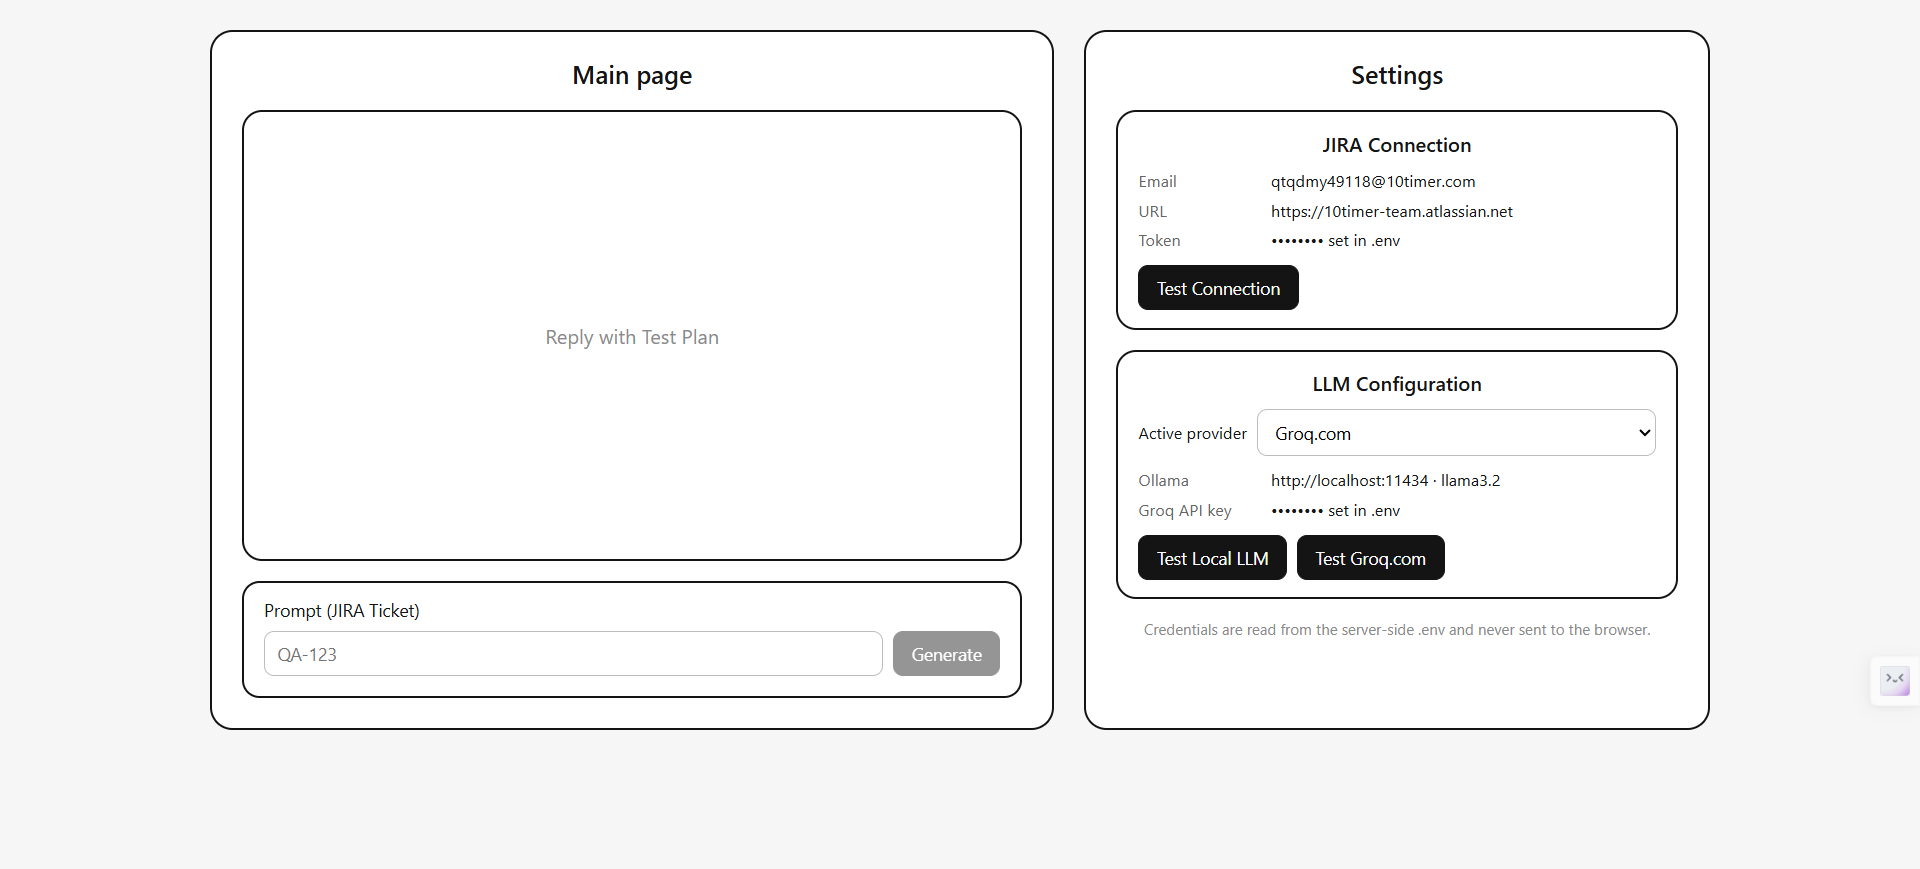 Main page
Reply with Test Plan
Prompt (JIRA Ticket)
QA-123
Generate
Settings
JIRA Connection
Email qtqdmy49118@10timer.com
URL https://10timer-team.atlassian.net
Token •••••••• set in .env
Test Connection
LLM Configuration
Active provider Groq.com
Ollama http://localhost:11434 · llama3.2
Groq API key •••••••• set in .env
Test Local LLM Test Groq.com
Credentials are read from the server-side .env and never sent to the browser.